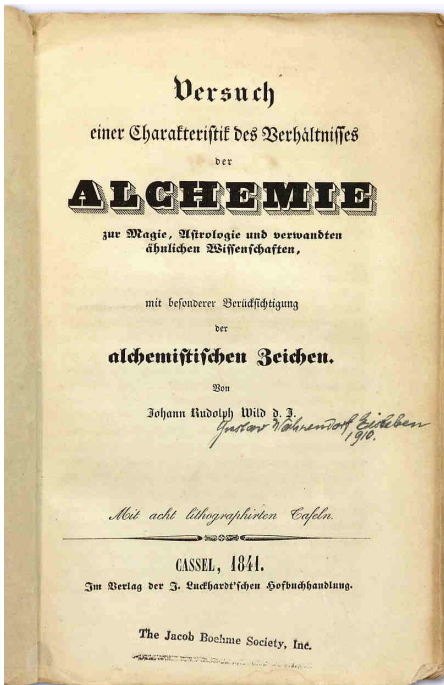 Versuch
einer Charakteristik des Verhältnisses
der
ALCHEMIE
zur Magie, Astrologie und verwandten
ähnlichen Wissenschaften,
mit besonderer Berücksichtigung
der
alchemistischen Zeichen.
Von
Johann Rudolph Wild d. J.
Gustav Wahrendorf Eisleben
1910.
Mit acht lithographirten Tafeln.
CASSEL, 1841.
Im Verlag der J. Luckhardt'schen Hofbuchhandlung.
The Jacob Boehme Society, Inc.